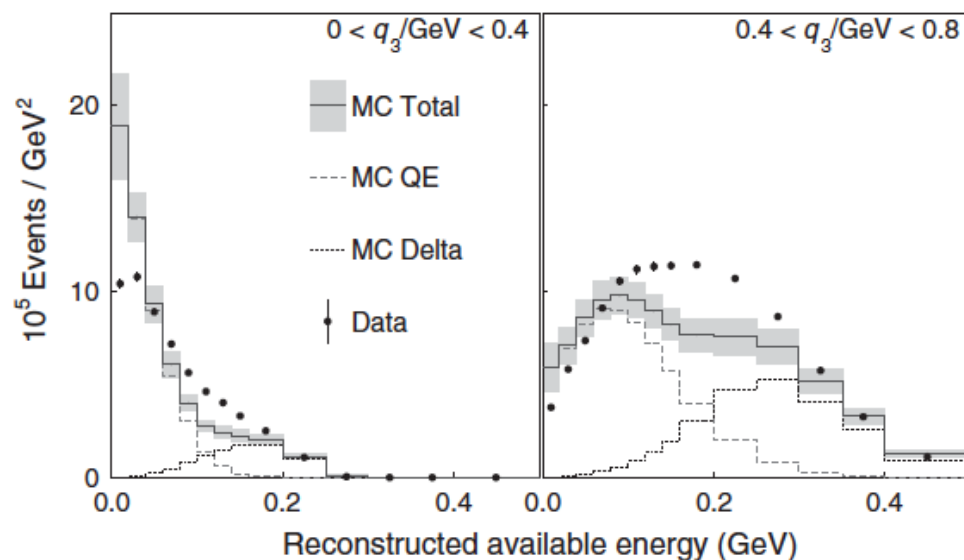 0 < q₃/GeV < 0.4
0.4 < q₃/GeV < 0.8
MC Total
MC QE
MC Delta
Data
10⁵ Events / GeV²
20
10
0
0.0
0.2
0.4
0.0
0.2
0.4
Reconstructed available energy (GeV)